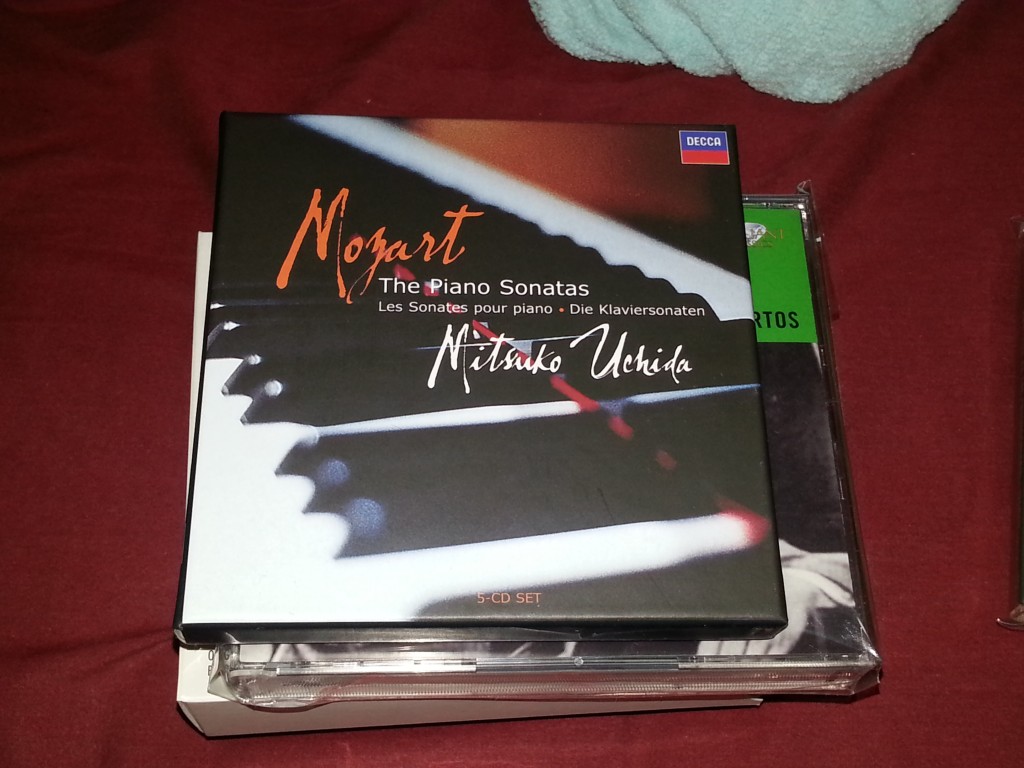 DECCA
Mozart
The Piano Sonatas
Les Sonates pour piano • Die Klaviersonaten
Mitsuko Uchida
RTOS
5-CD SET